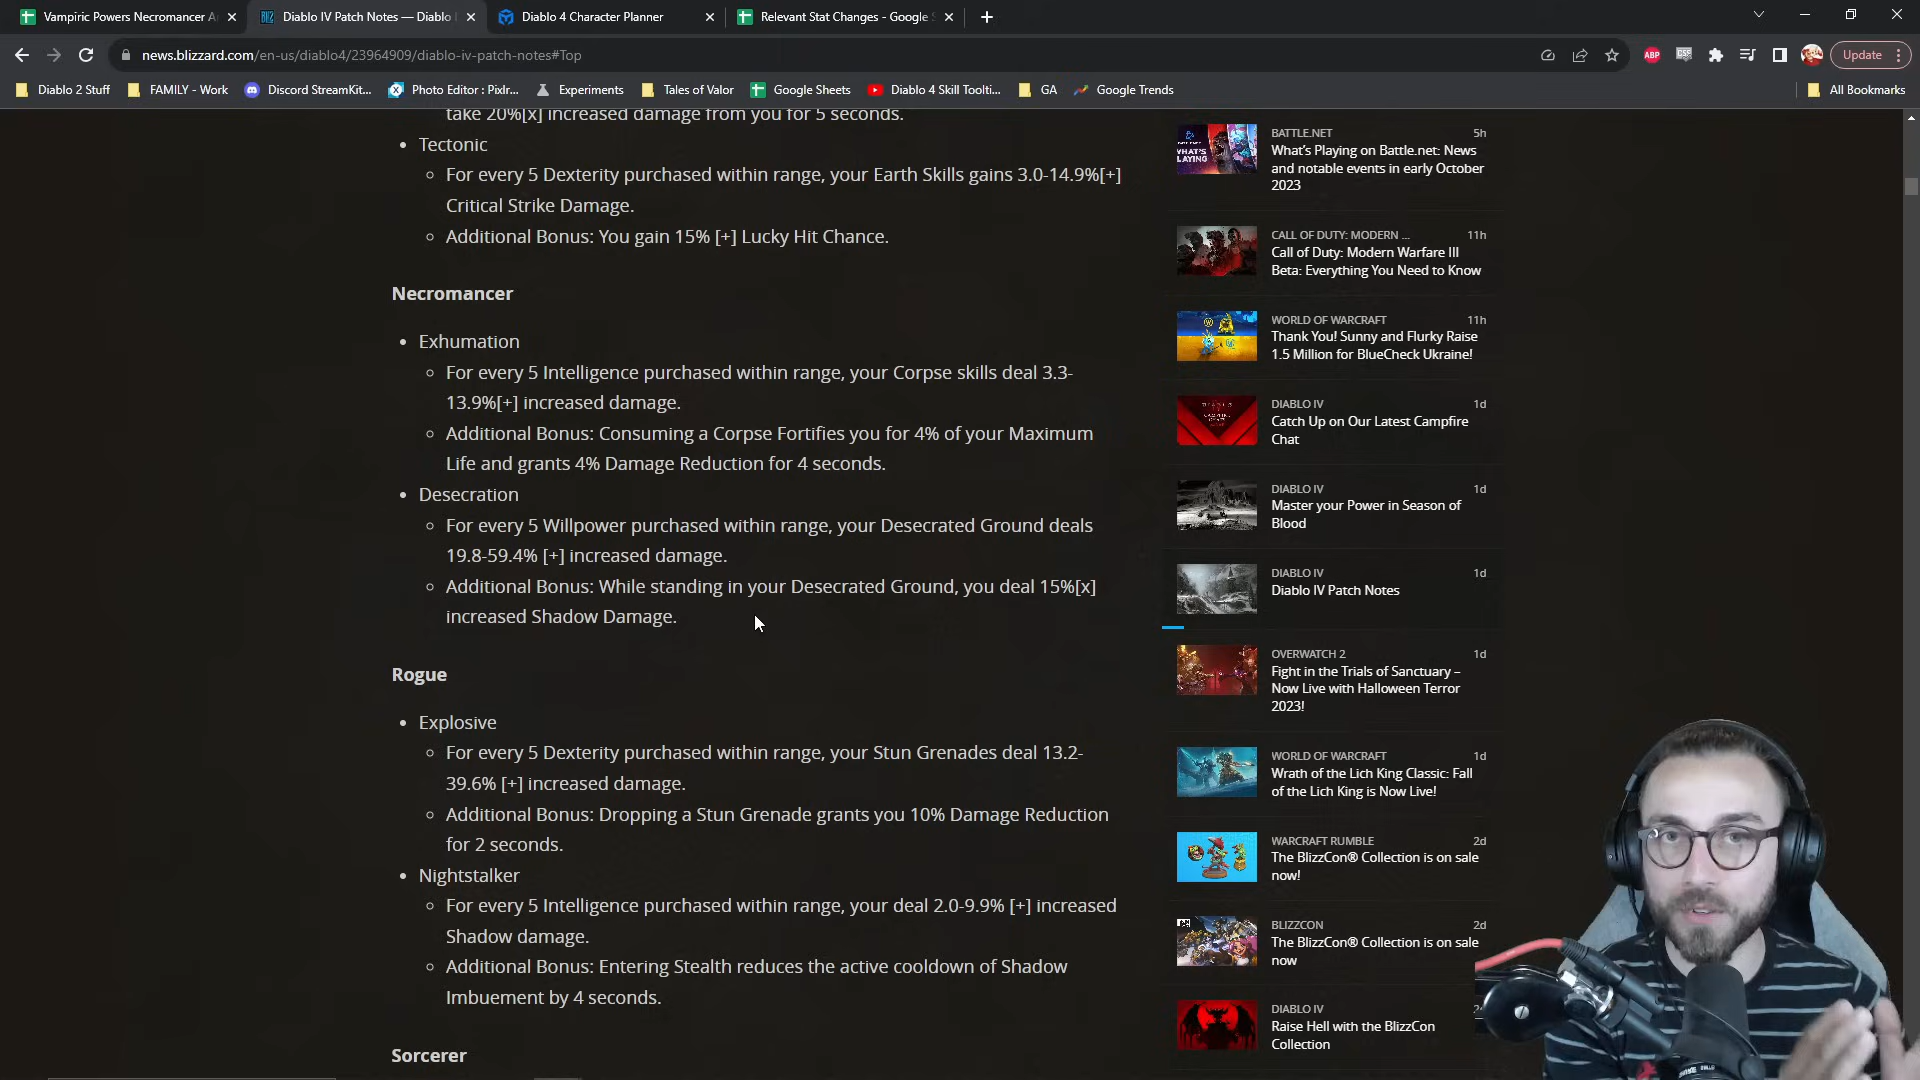 Vampiric Powers Necromancer
Diablo IV Patch Notes — Diablo
Diablo 4 Character Planner
Relevant Stat Changes - Google
news.blizzard.com/en-us/diablo4/23964909/diablo-iv-patch-notes#Top
ABP
Update
Diablo 2 Stuff
FAMILY - Work
Discord StreamKit...
Photo Editor : Pixlr...
Experiments
Tales of Valor
Google Sheets
Diablo 4 Skill Toolti...
GA
Google Trends
All Bookmarks
take 20%[x] increased damage from you for 5 seconds.
Tectonic
For every 5 Dexterity purchased within range, your Earth Skills gains 3.0-14.9%[+]
Critical Strike Damage.
Additional Bonus: You gain 15% [+] Lucky Hit Chance.
Necromancer
Exhumation
For every 5 Intelligence purchased within range, your Corpse skills deal 3.3-
13.9%[+] increased damage.
Additional Bonus: Consuming a Corpse Fortifies you for 4% of your Maximum
Life and grants 4% Damage Reduction for 4 seconds.
Desecration
For every 5 Willpower purchased within range, your Desecrated Ground deals
19.8-59.4% [+] increased damage.
Additional Bonus: While standing in your Desecrated Ground, you deal 15%[x]
increased Shadow Damage.
Rogue
Explosive
For every 5 Dexterity purchased within range, your Stun Grenades deal 13.2-
39.6% [+] increased damage.
Additional Bonus: Dropping a Stun Grenade grants you 10% Damage Reduction
for 2 seconds.
Nightstalker
For every 5 Intelligence purchased within range, your deal 2.0-9.9% [+] increased
Shadow damage.
Additional Bonus: Entering Stealth reduces the active cooldown of Shadow
Imbuement by 4 seconds.
Sorcerer
BATTLE.NET 5h
What's Playing on Battle.net: News
and notable events in early October
2023
CALL OF DUTY: MODERN ... 11h
Call of Duty: Modern Warfare III
Beta: Everything You Need to Know
WORLD OF WARCRAFT 11h
Thank You! Sunny and Flurky Raise
1.5 Million for BlueCheck Ukraine!
DIABLO IV 1d
Catch Up on Our Latest Campfire
Chat
DIABLO IV 1d
Master your Power in Season of
Blood
DIABLO IV 1d
Diablo IV Patch Notes
OVERWATCH 2 1d
Fight in the Trials of Sanctuary –
Now Live with Halloween Terror
2023!
WORLD OF WARCRAFT 1d
Wrath of the Lich King Classic: Fall
of the Lich King is Now Live!
WARCRAFT RUMBLE 2d
The BlizzCon® Collection is on sale
now!
BLIZZCON 2d
The BlizzCon® Collection is on sale
now
DIABLO IV
Raise Hell with the BlizzCon
Collection